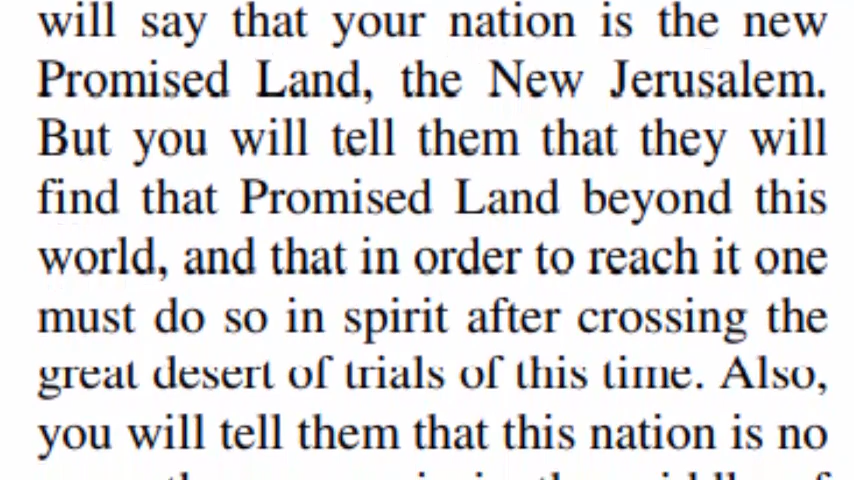 will say that your nation is the new
Promised Land, the New Jerusalem.
But you will tell them that they will
find that Promised Land beyond this
world, and that in order to reach it one
must do so in spirit after crossing the
great desert of trials of this time. Also,
you will tell them that this nation is no